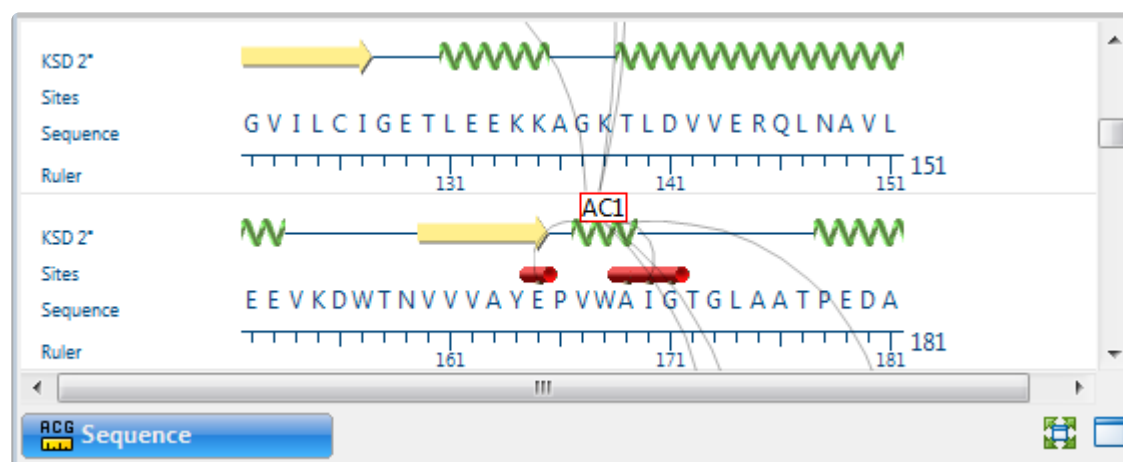 KSD 2°
Sites
Sequence G V I L C I G E T L E E K K A G K T L D V V E R Q L N A V L
Ruler 131 141 151 151
AC1
KSD 2°
Sites
Sequence E E V K D W T N V V V A Y E P V W A I G T G L A A T P E D A
Ruler 161 171 181 181
ACG Sequence